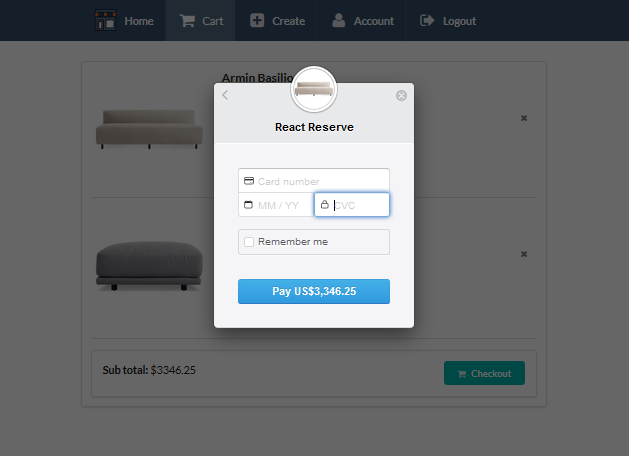 Home
Cart
Create
Account
Logout
Armin Basilio
React Reserve
Card number
MM / YY
CVC
Remember me
Pay US$3,346.25
Sub total: $3346.25
Checkout